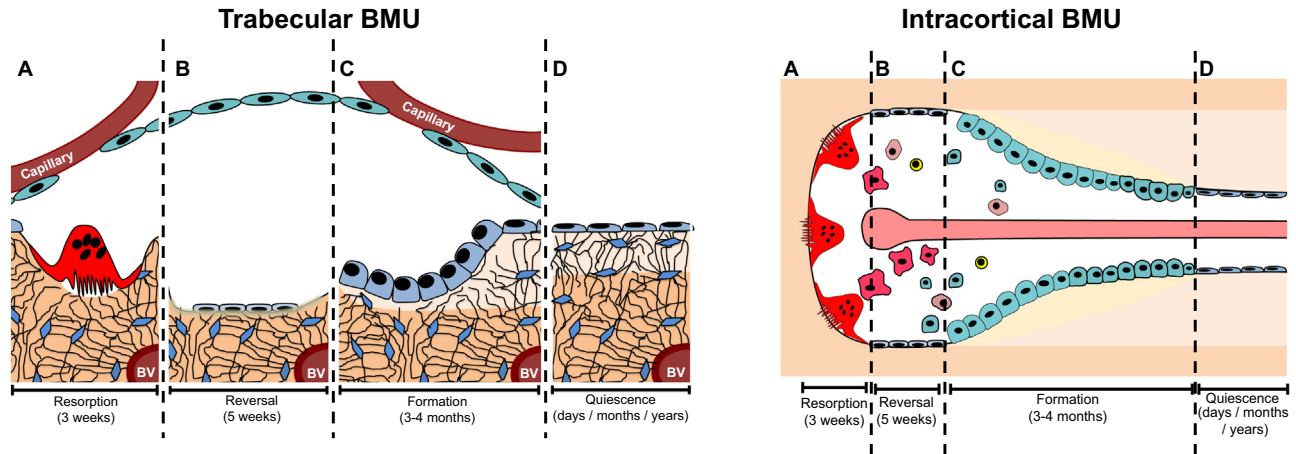 Trabecular BMU
A
B
C
D
Capillary
Capillary
BV
BV
BV
Resorption
(3 weeks)
Reversal
(5 weeks)
Formation
(3-4 months)
Quiescence
(days / months / years)
Intracortical BMU
A
B
C
D
Resorption
(3 weeks)
Reversal
(5 weeks)
Formation
(3-4 months)
Quiescence
(days / months
/ years)